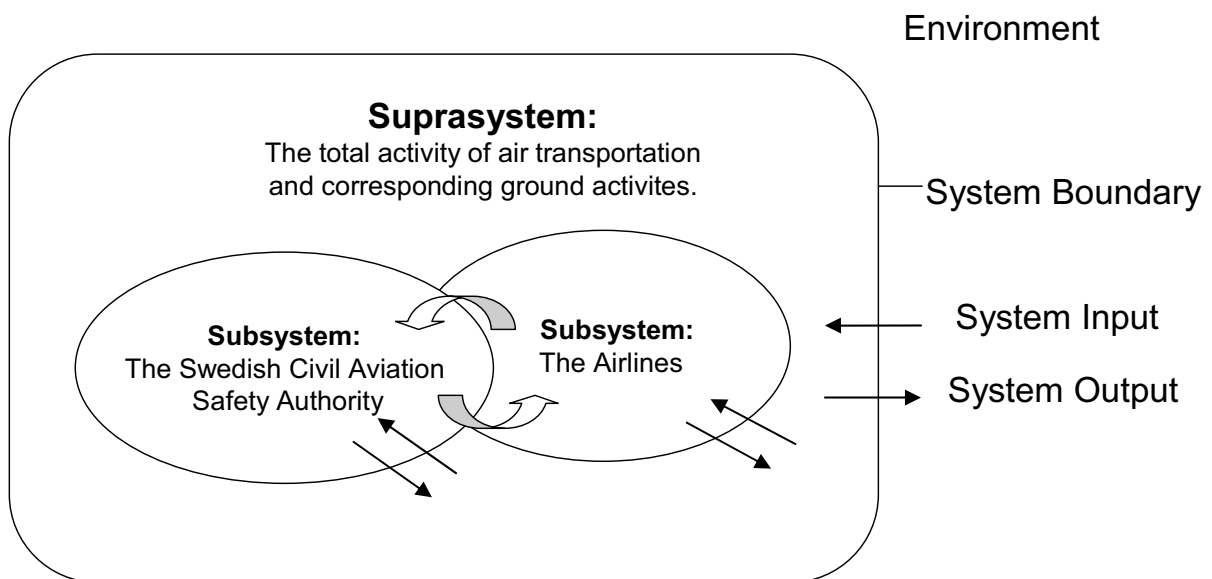 Environment
Suprasystem:
The total activity of air transportation
and corresponding ground activites.
System Boundary
Subsystem:
The Swedish Civil Aviation
Safety Authority
Subsystem:
The Airlines
System Input
System Output